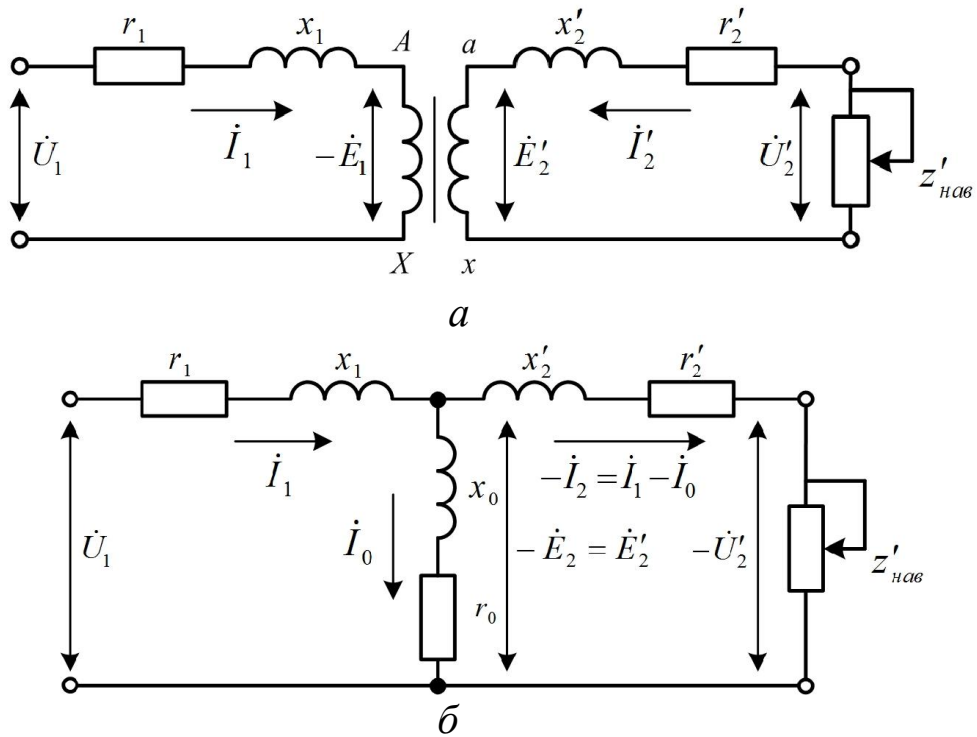 r₁ x₁ A a x′₂ r′₂
U̇₁ İ₁ −Ė₁ Ė′₂ İ′₂ U̇′₂ z′нав
X x
а
r₁ x₁ x′₂ r′₂
İ₁ −İ₂ = İ₁ − İ₀
x₀
U̇₁ İ₀ −Ė₂ = Ė′₂ −U̇′₂ z′нав
r₀
б